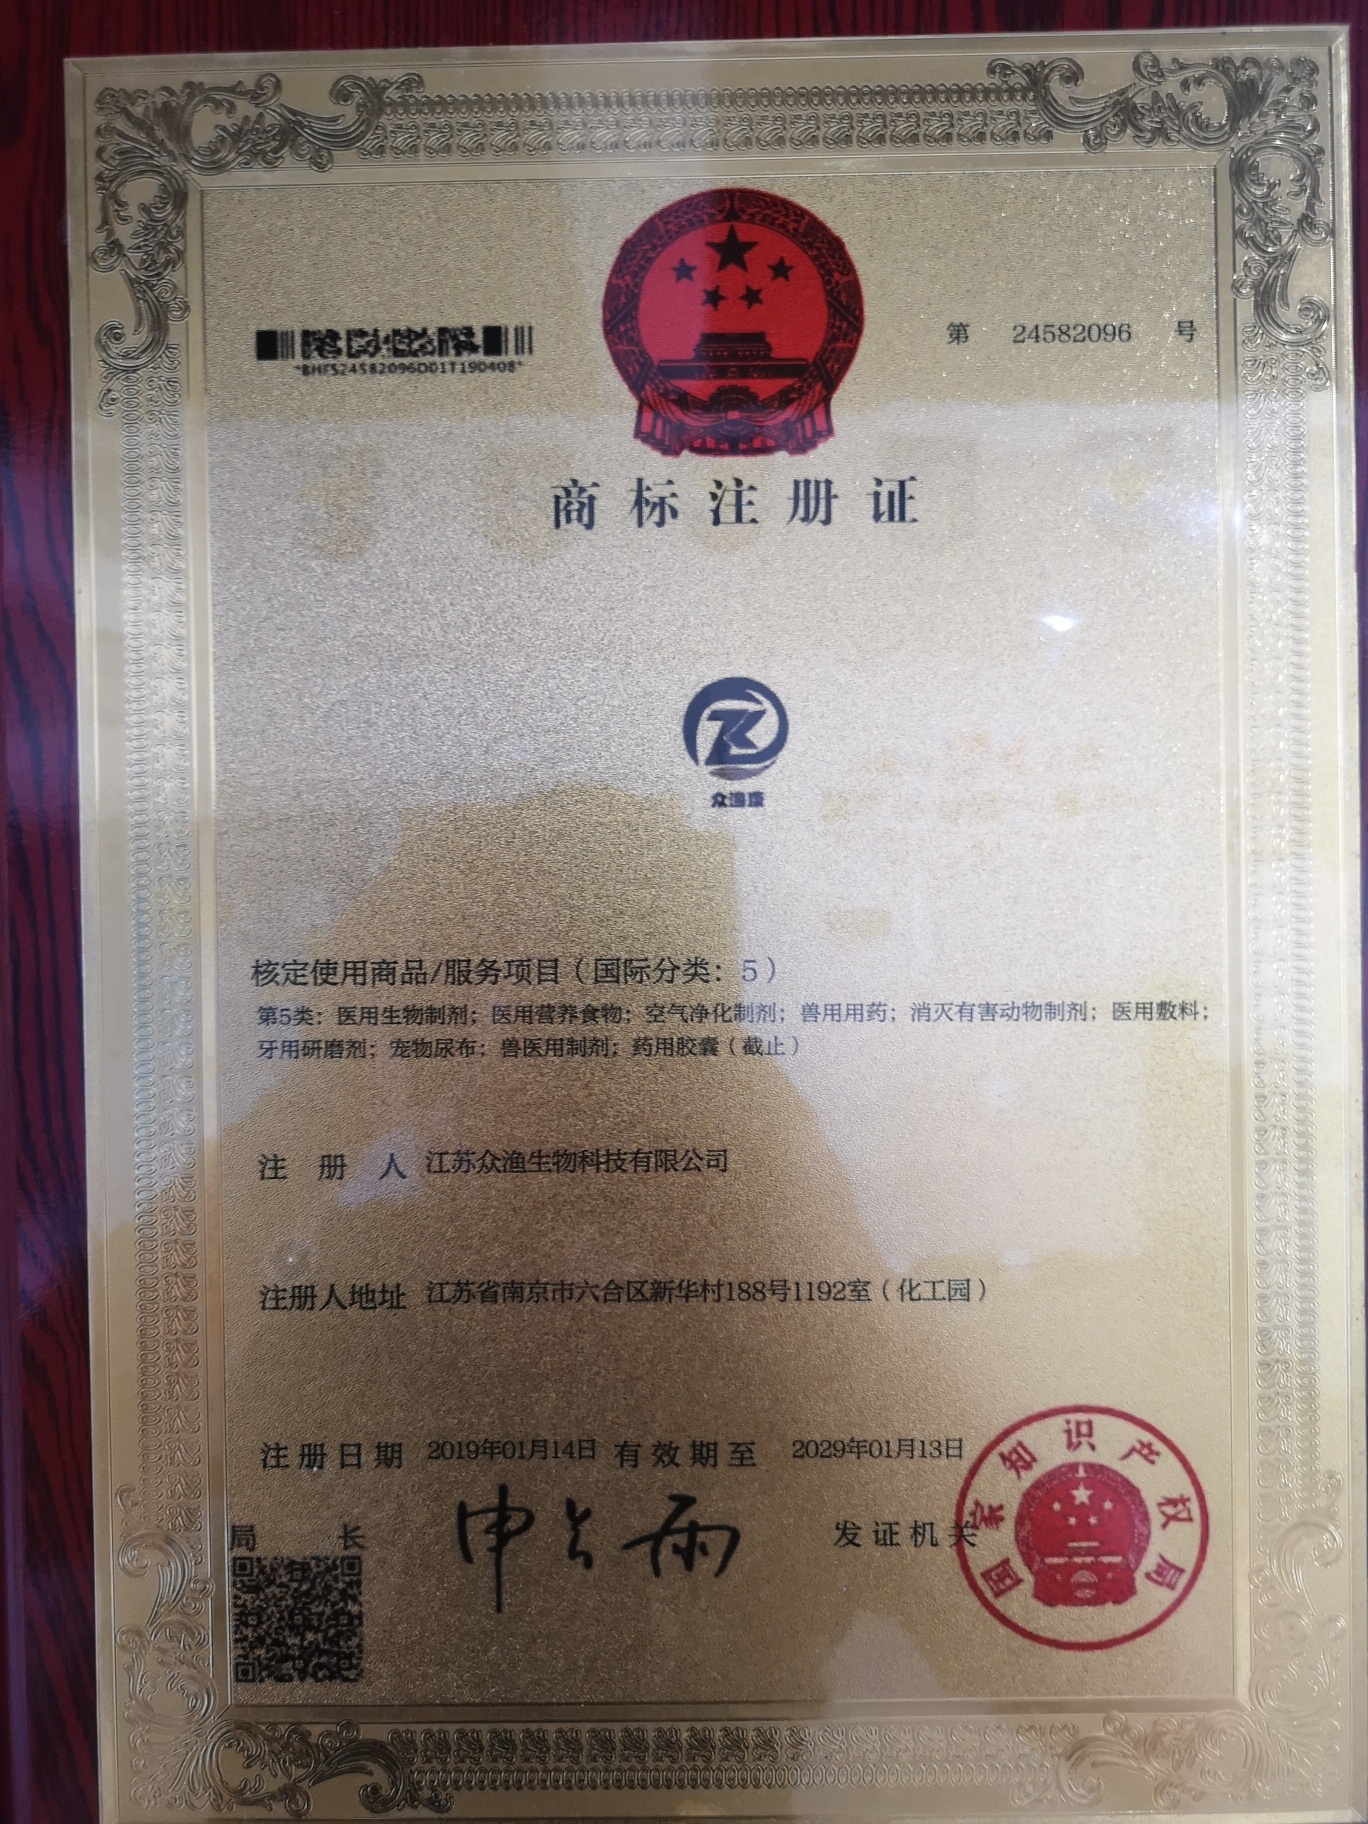 第 24582096 号
*BHFS24582096D01T190408*
商标注册证
众渔康
核定使用商品/服务项目（国际分类：5）
第5类：医用生物制剂；医用营养食物；空气净化制剂；兽用用药；消灭有害动物制剂；医用敷料；
牙用研磨剂；宠物尿布；兽医用制剂；药用胶囊（截止）
注册人 江苏众渔生物科技有限公司
注册人地址 江苏省南京市六合区新华村188号1192室（化工园）
注册日期 2019年01月14日 有效期至 2029年01月13日
局长 申长雨 发证机关
国家知识产权局